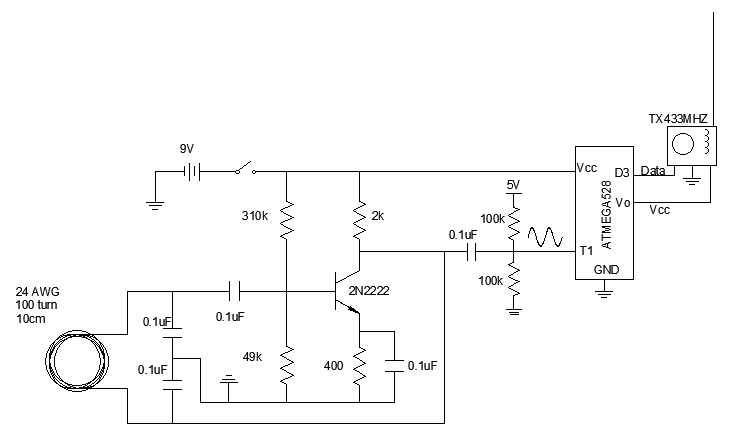 TX433MHZ
9V
Vcc
D3
Data
5V
310k
2k
100k
ATMEGA528
Vo
Vcc
0.1uF
T1
100k
GND
24 AWG
100 turn
10cm
2N2222
0.1uF
0.1uF
0.1uF
49k
400
0.1uF